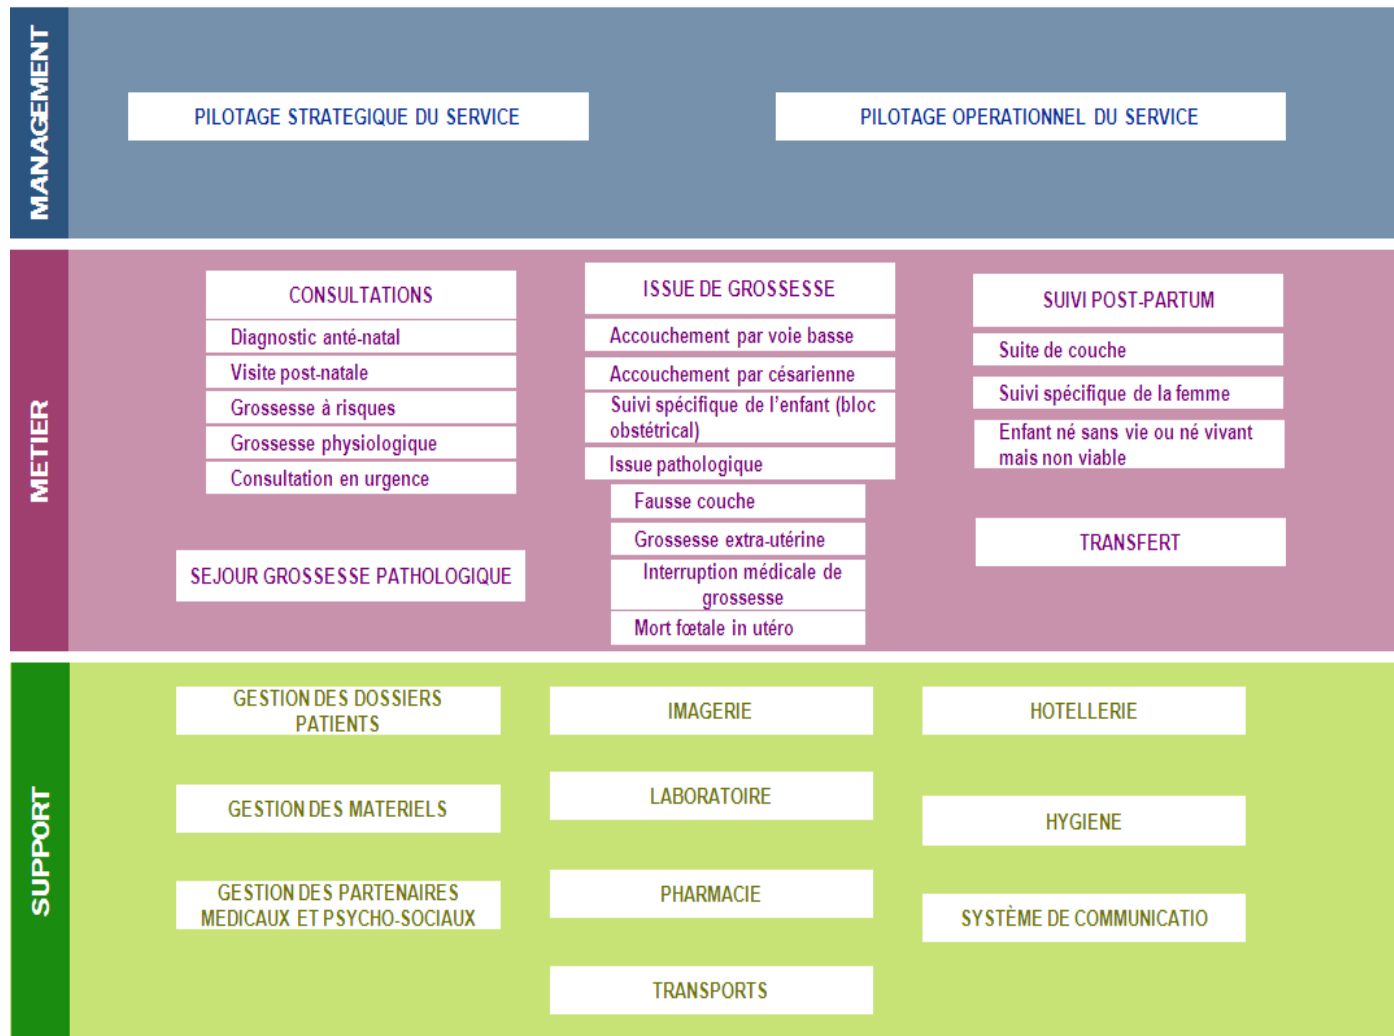 MANAGEMENT
PILOTAGE STRATEGIQUE DU SERVICE
PILOTAGE OPERATIONNEL DU SERVICE
METIER
CONSULTATIONS
Diagnostic anté-natal
Visite post-natale
Grossesse à risques
Grossesse physiologique
Consultation en urgence
SEJOUR GROSSESSE PATHOLOGIQUE
ISSUE DE GROSSESSE
Accouchement par voie basse
Accouchement par césarienne
Suivi spécifique de l'enfant (bloc
obstétrical)
Issue pathologique
Fausse couche
Grossesse extra-utérine
Interruption médicale de
grossesse
Mort fœtale in utéro
SUIVI POST-PARTUM
Suite de couche
Suivi spécifique de la femme
Enfant né sans vie ou né vivant
mais non viable
TRANSFERT
SUPPORT
GESTION DES DOSSIERS
PATIENTS
GESTION DES MATERIELS
GESTION DES PARTENAIRES
MEDICAUX ET PSYCHO-SOCIAUX
IMAGERIE
LABORATOIRE
PHARMACIE
TRANSPORTS
HOTELLERIE
HYGIENE
SYSTÈME DE COMMUNICATIO